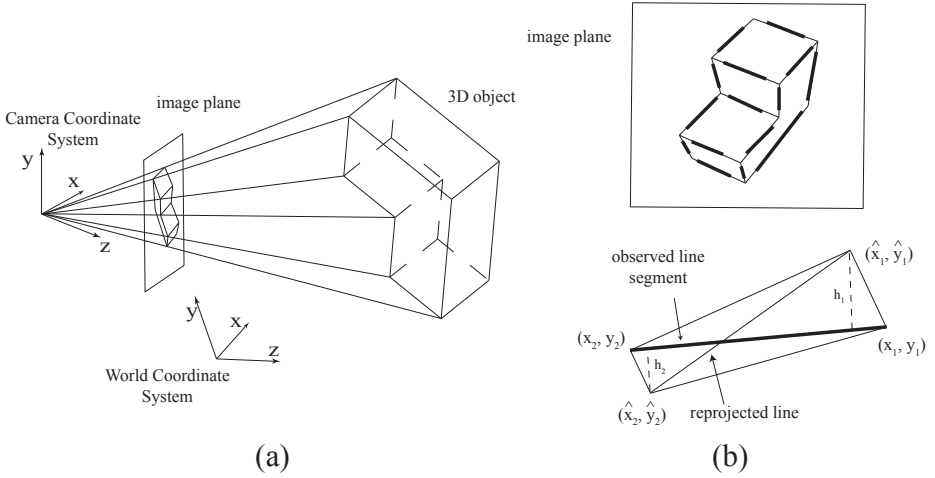 Camera Coordinate
System
y
x
z
image plane
3D object
y
x
z
World Coordinate
System
(a)
image plane
observed line
segment
(x̂₁, ŷ₁)
h₁
(x₂, y₂)
(x₁, y₁)
h₂
(x̂₂, ŷ₂)
reprojected line
(b)